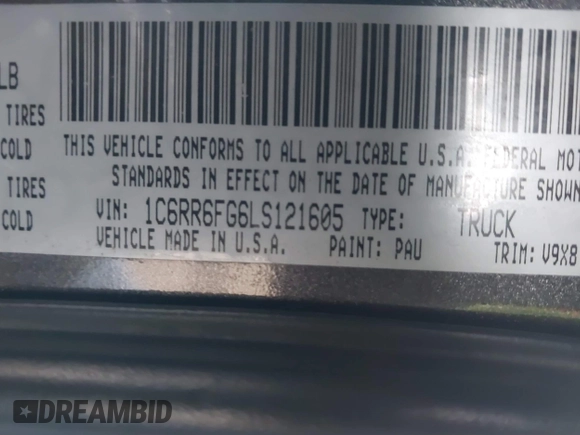 LB
TIRES
COLD
TIRES
COLD
THIS VEHICLE CONFORMS TO ALL APPLICABLE U.S.A. FEDERAL MOT
STANDARDS IN EFFECT ON THE DATE OF MANUFACTURE SHOWN
VIN: 1C6RR6FG6LS121605 TYPE: TRUCK
VEHICLE MADE IN U.S.A. PAINT: PAU TRIM: V9X8
DREAMBID